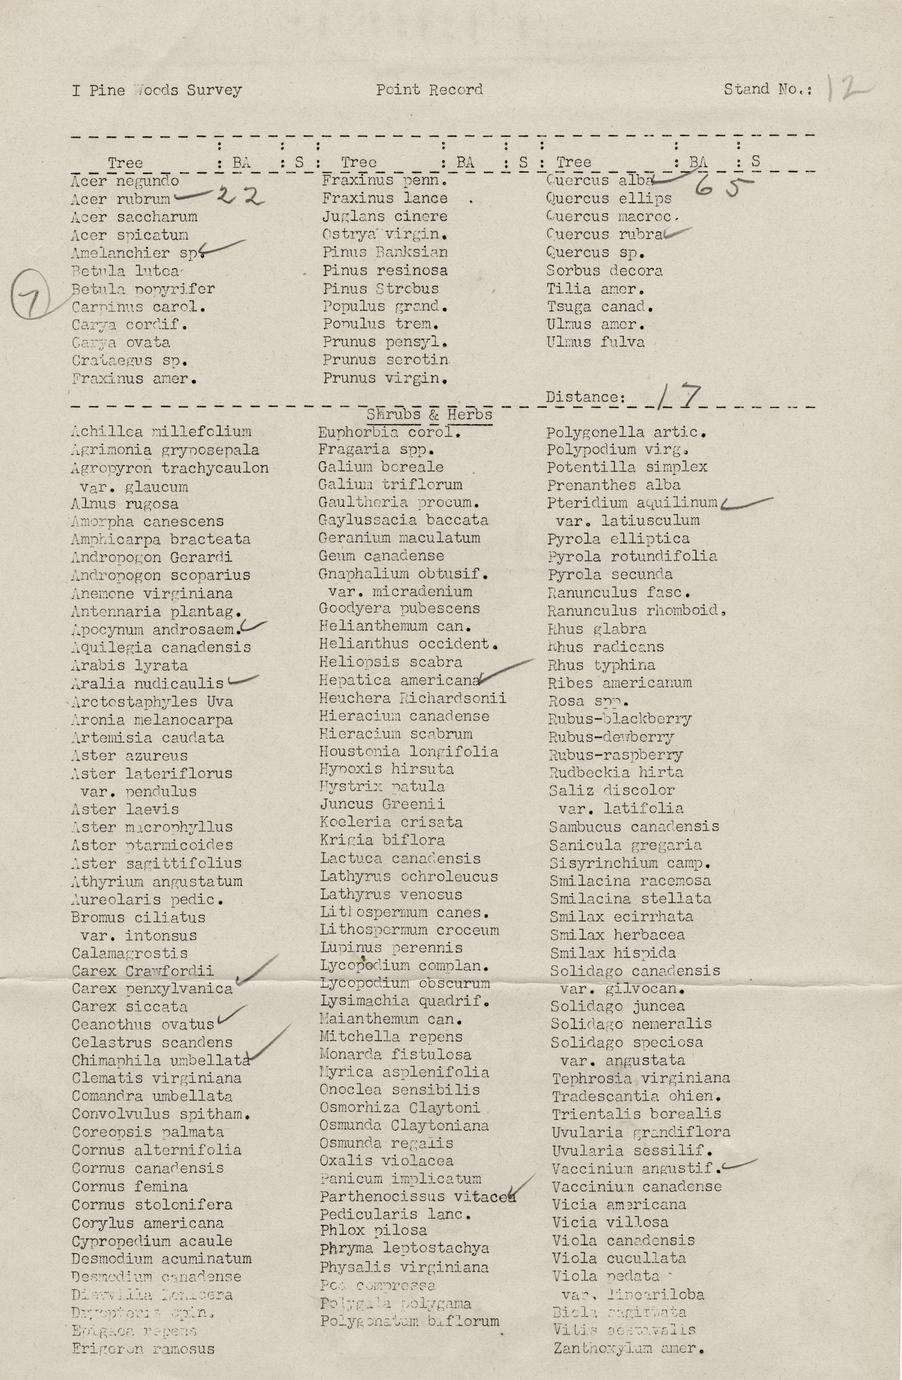 I Pine Woods Survey Point Record Stand No.: 12
Tree : BA : S : Tree : BA : S : Tree : BA : S
Acer negundo
Acer rubrum 22
Acer saccharum
Acer spicatum
Amelanchier sp.
Betula lutea
7 Betula popyrifer
Carpinus carol.
Carya cordif.
Carya ovata
Crataegus sp.
Fraxinus amer.
Fraxinus penn.
Fraxinus lance .
Juglans cinere
Ostrya virgin.
Pinus Banksian
Pinus resinosa
Pinus Strobus
Populus grand.
Populus trem.
Prunus pensyl.
Prunus serotin
Prunus virgin.
Quercus alba 65
Quercus ellips
Quercus macroc.
Quercus rubra
Quercus sp.
Sorbus decora
Tilia amer.
Tsuga canad.
Ulmus amer.
Ulmus fulva
Distance: 17
Shrubs & Herbs
Achillea millefolium
Agrimonia gryposepala
Agropyron trachycaulon
var. glaucum
Alnus rugosa
Amorpha canescens
Amphicarpa bracteata
Andropogon Gerardi
Andropogon scoparius
Anemone virginiana
Antennaria plantag.
Apocynum androsaem.
Aquilegia canadensis
Arabis lyrata
Aralia nudicaulis
Arctostaphyles Uva
Aronia melanocarpa
Artemisia caudata
Aster azureus
Aster lateriflorus
var. pendulus
Aster laevis
Aster macrophyllus
Aster ptarmicoides
Aster sagittifolius
Athyrium angustatum
Aureolaris pedic.
Bromus ciliatus
var. intonsus
Calamagrostis
Carex Crawfordii
Carex penxylvanica
Carex siccata
Ceanothus ovatus
Celastrus scandens
Chimaphila umbellata
Clematis virginiana
Comandra umbellata
Convolvulus spitham.
Coreopsis palmata
Cornus alternifolia
Cornus canadensis
Cornus femina
Cornus stolonifera
Corylus americana
Cypropedium acaule
Desmodium acuminatum
Desmodium canadense
Diervilla lonicera
Dryopteris spin.
Epigaea repens
Erigeron ramosus
Euphorbia corol.
Fragaria spp.
Galium boreale
Galium triflorum
Gaultheria procum.
Gaylussacia baccata
Geranium maculatum
Geum canadense
Gnaphalium obtusif.
var. micradenium
Goodyera pubescens
Helianthemum can.
Helianthus occident.
Heliopsis scabra
Hepatica americana
Heuchera Richardsonii
Hieracium canadense
Hieracium scabrum
Houstonia longifolia
Hypoxis hirsuta
Hystrix patula
Juncus Greenii
Koeleria crisata
Krigia biflora
Lactuca canadensis
Lathyrus ochroleucus
Lathyrus venosus
Lithospermum canes.
Lithospermum croceum
Lupinus perennis
Lycopodium complan.
Lycopodium obscurum
Lysimachia quadrif.
Maianthemum can.
Mitchella repens
Monarda fistulosa
Myrica asplenifolia
Onoclea sensibilis
Osmorhiza Claytoni
Osmunda Claytoniana
Osmunda regalis
Oxalis violacea
Panicum implicatum
Parthenocissus vitacea
Pedicularis lanc.
Phlox pilosa
Phryma leptostachya
Physalis virginiana
Poa compressa
Polygala polygama
Polygonatum biflorum
Polygonella artic.
Polypodium virg.
Potentilla simplex
Prenanthes alba
Pteridium aquilinum
var. latiusculum
Pyrola elliptica
Pyrola rotundifolia
Pyrola secunda
Ranunculus fasc.
Ranunculus rhomboid.
Rhus glabra
Rhus radicans
Rhus typhina
Ribes americanum
Rosa spp.
Rubus-blackberry
Rubus-dewberry
Rubus-raspberry
Rudbeckia hirta
Saliz discolor
var. latifolia
Sambucus canadensis
Sanicula gregaria
Sisyrinchium camp.
Smilacina racemosa
Smilacina stellata
Smilax ecirrhata
Smilax herbacea
Smilax hispida
Solidago canadensis
var. gilvocan.
Solidago juncea
Solidago nemeralis
Solidago speciosa
var. angustata
Tephrosia virginiana
Tradescantia ohien.
Trientalis borealis
Uvularia grandiflora
Uvularia sessilif.
Vaccinium angustif.
Vaccinium canadense
Vicia americana
Vicia villosa
Viola canadensis
Viola cucullata
Viola pedata
var. lineariloba
Biola sagittata
Vitis aestivalis
Zanthoxylum amer.